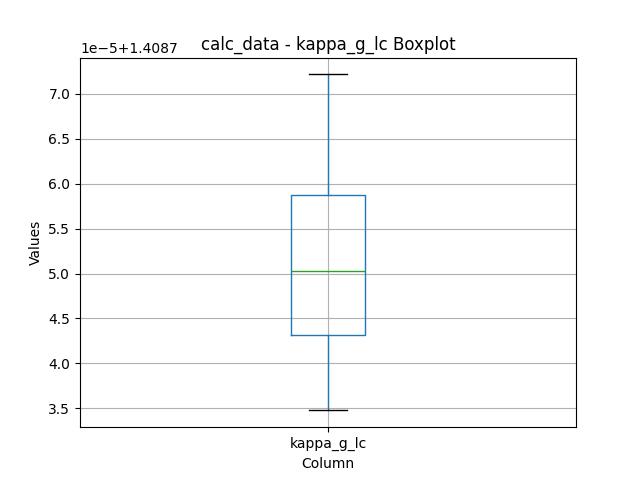 calc_data - kappa_g_lc Boxplot
1e−5+1.4087
7.0
6.5
6.0
5.5
5.0
4.5
4.0
3.5
Values
kappa_g_lc
Column